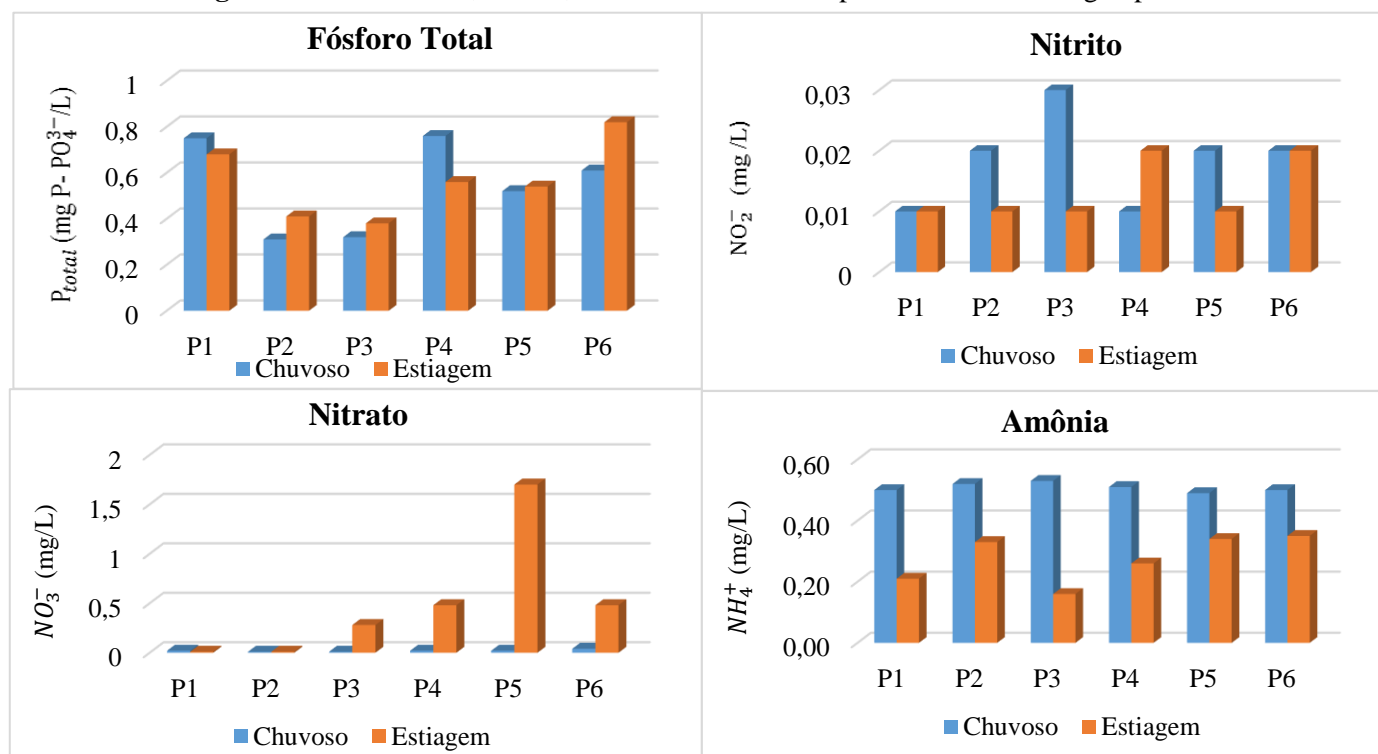 Fósforo Total
P_total (mg P- PO₄³⁻/L)
1
0,8
0,6
0,4
0,2
0
P1 P2 P3 P4 P5 P6
Chuvoso Estiagem
Nitrito
NO₂⁻ (mg /L)
0,03
0,02
0,01
0
P1 P2 P3 P4 P5 P6
Chuvoso Estiagem
Nitrato
NO₃⁻ (mg/L)
2
1,5
1
0,5
0
P1 P2 P3 P4 P5 P6
Chuvoso Estiagem
Amônia
NH₄⁺ (mg/L)
0,60
0,40
0,20
0,00
P1 P2 P3 P4 P5 P6
Chuvoso Estiagem